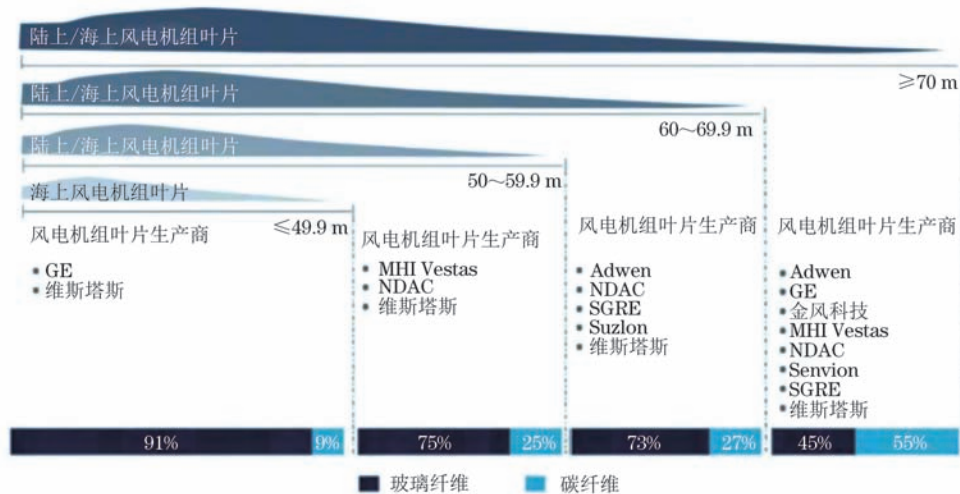 陆上/海上风电机组叶片
≥70 m
陆上/海上风电机组叶片
60～69.9 m
陆上/海上风电机组叶片
50～59.9 m
海上风电机组叶片
≤49.9 m
风电机组叶片生产商
GE
维斯塔斯
风电机组叶片生产商
MHI Vestas
NDAC
维斯塔斯
风电机组叶片生产商
Adwen
NDAC
SGRE
Suzlon
维斯塔斯
风电机组叶片生产商
Adwen
GE
金风科技
MHI Vestas
NDAC
Senvion
SGRE
维斯塔斯
91% 9% 75% 25% 73% 27% 45% 55%
玻璃纤维 碳纤维